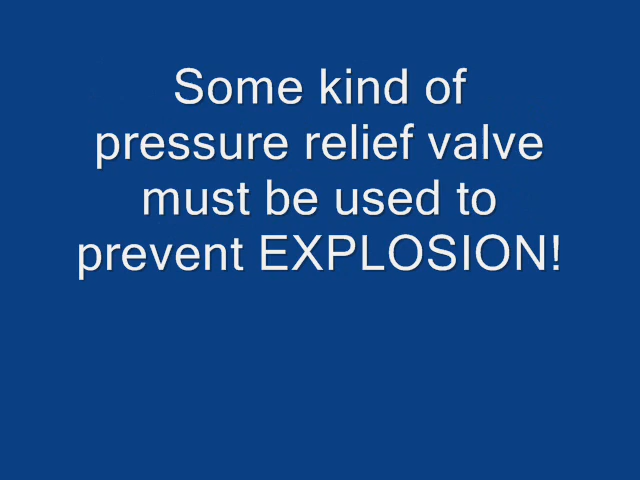 Some kind of
pressure relief valve
must be used to
prevent EXPLOSION!